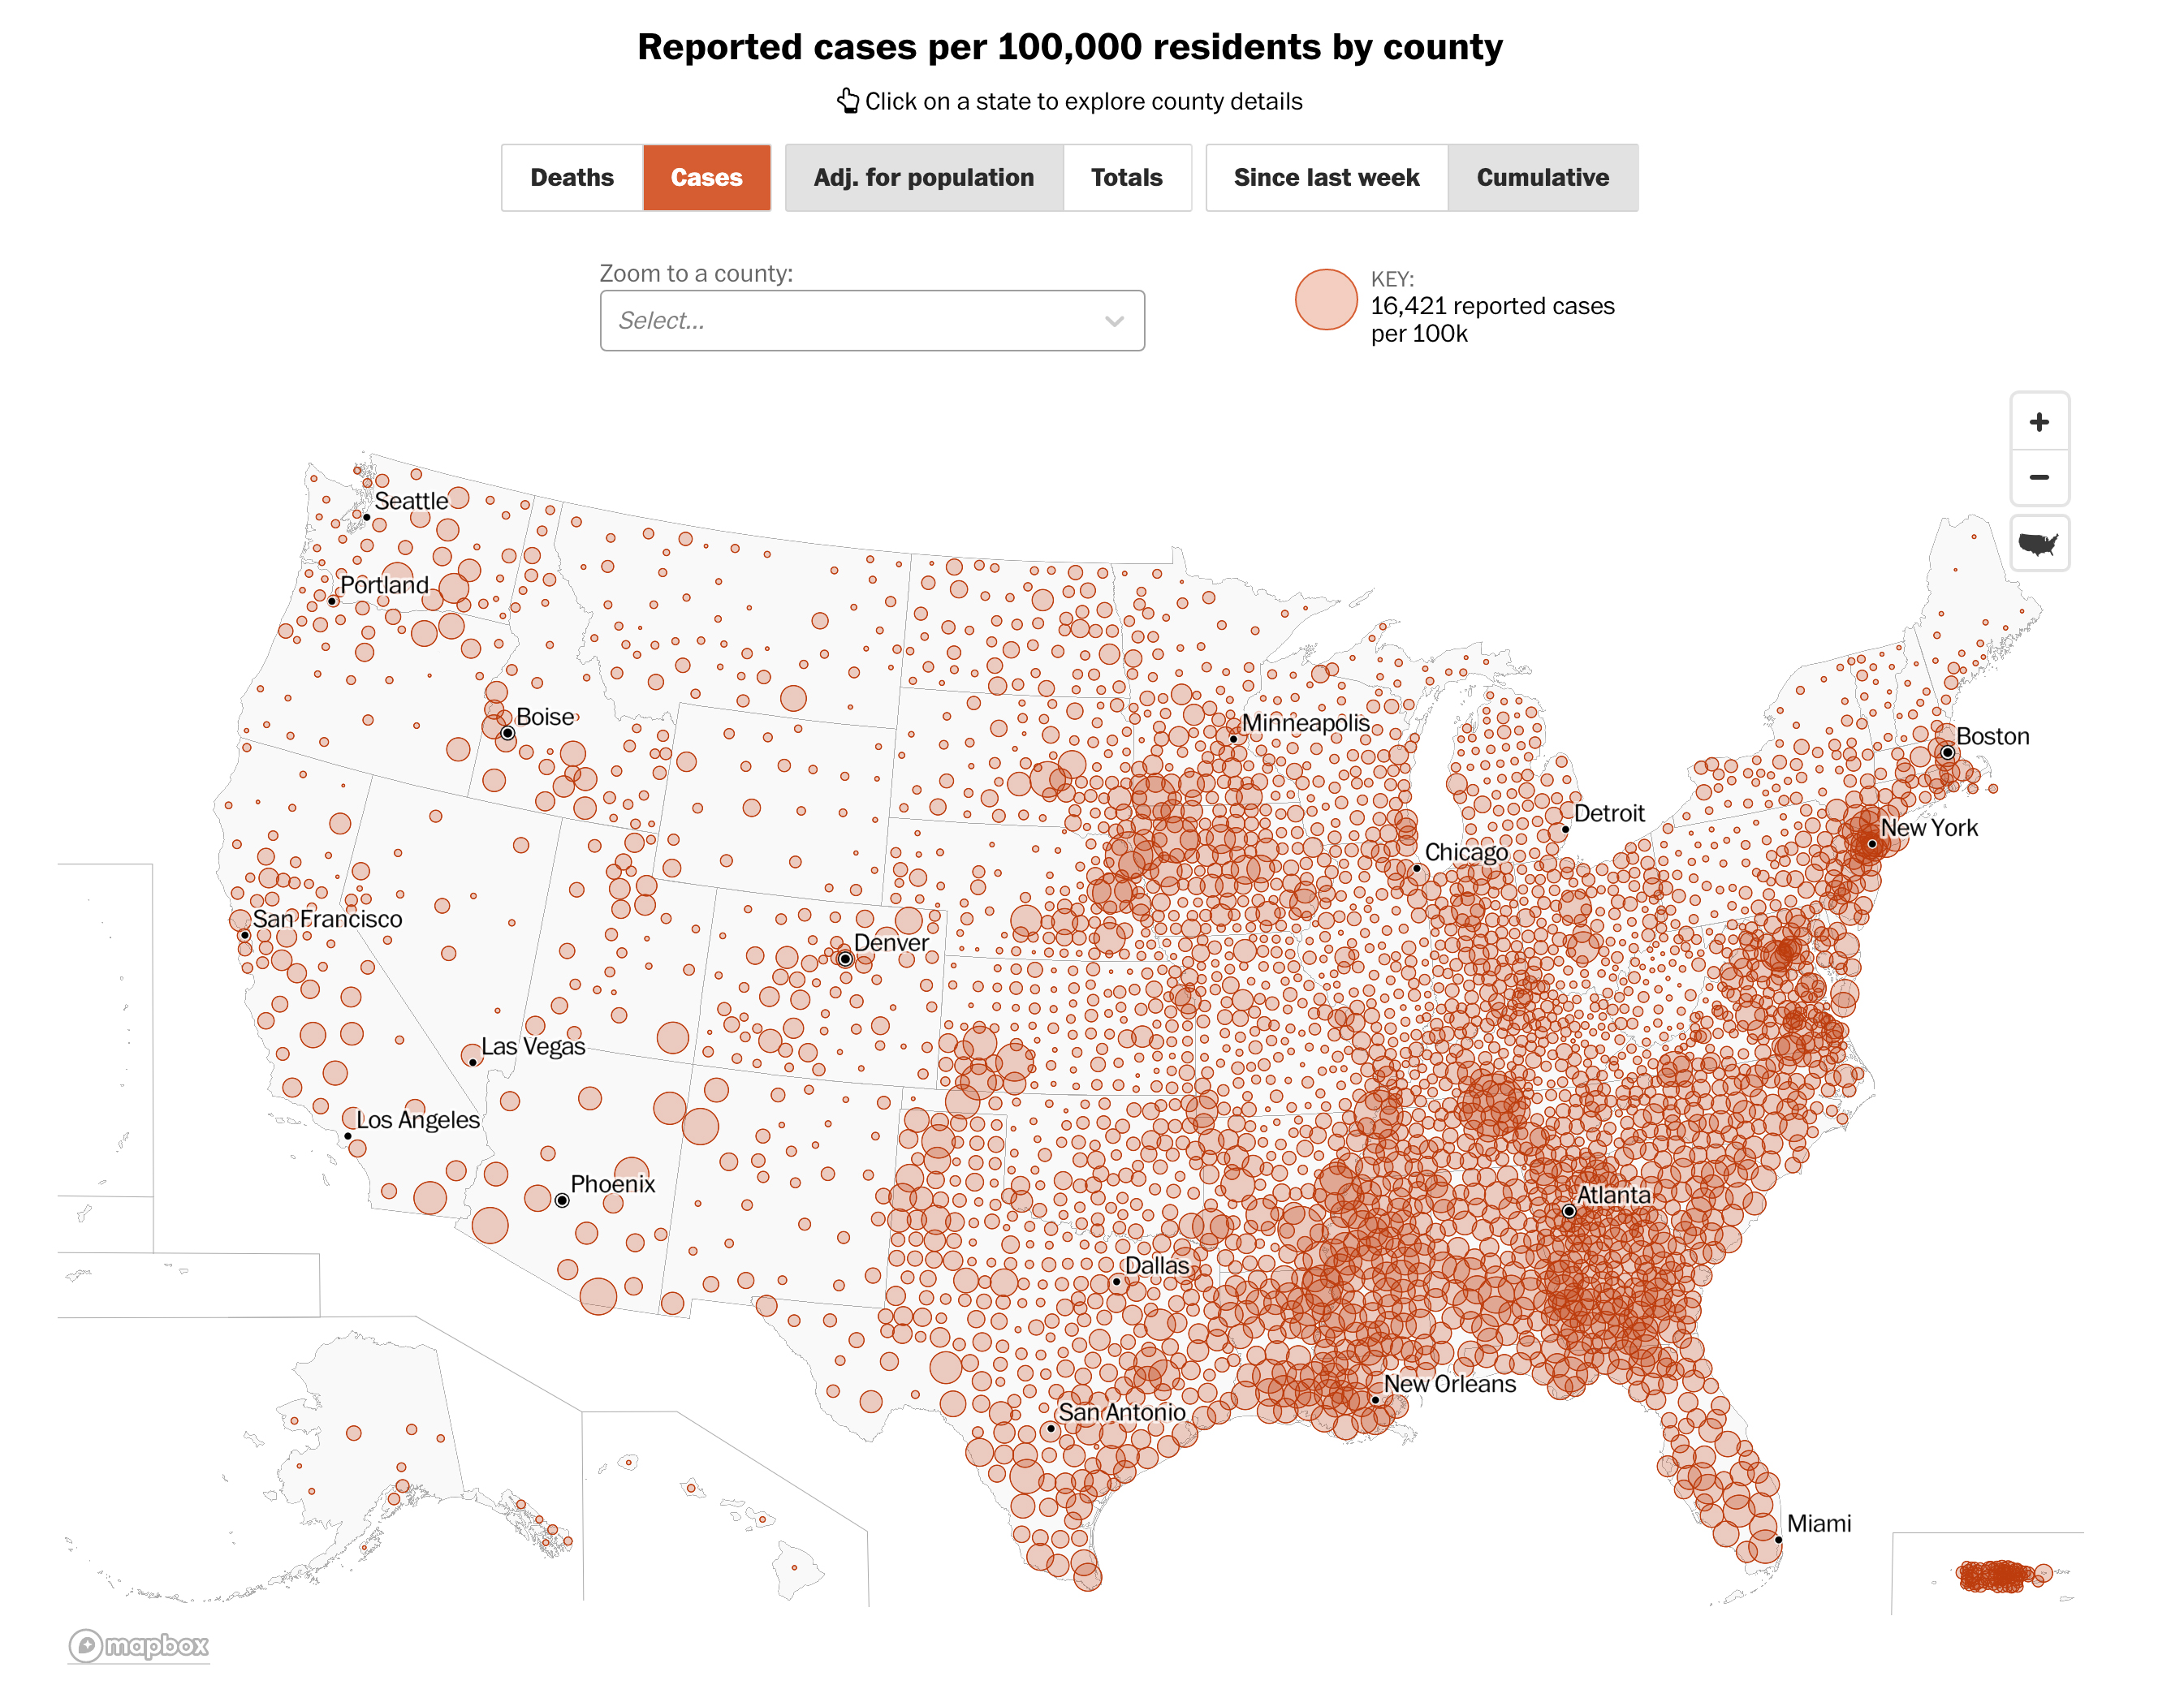 Reported cases per 100,000 residents by county
Click on a state to explore county details
Deaths Cases Adj. for population Totals Since last week Cumulative
Zoom to a county:
Select...
KEY:
16,421 reported cases
per 100k
+
−
Seattle
Portland
Boise
Minneapolis
Boston
Detroit
New York
Chicago
San Francisco
Denver
Las Vegas
Los Angeles
Phoenix
Atlanta
Dallas
New Orleans
San Antonio
Miami
mapbox